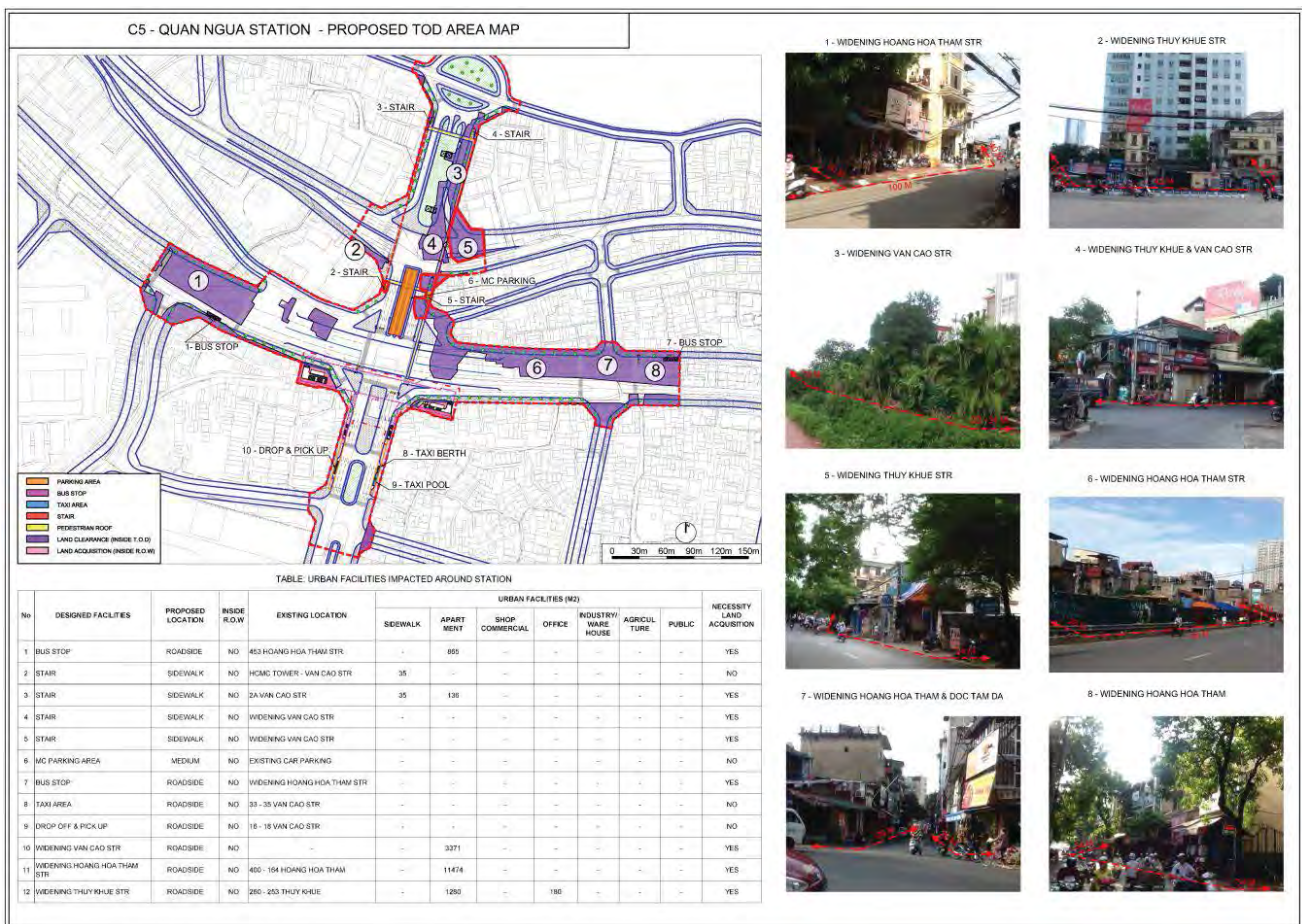 C5 - QUAN NGUA STATION - PROPOSED TOD AREA MAP
3 - STAIR
4 - STAIR
3
2
4
5
2 - STAIR
6 - MC PARKING
5 - STAIR
1
1- BUS STOP
7 - BUS STOP
6
7
8
10 - DROP & PICK UP
8 - TAXI BERTH
9 - TAXI POOL
PARKING AREA
BUS STOP
TAXI AREA
STAIR
PEDESTRIAN ROOF
LAND CLEARANCE (INSIDE T.O.D)
LAND ACQUISITION (INSIDE R.O.W)
0 30m 60m 90m 120m 150m
TABLE: URBAN FACILITIES IMPACTED AROUND STATION
No DESIGNED FACILITIES PROPOSED LOCATION INSIDE R.O.W EXISTING LOCATION URBAN FACILITIES (M2) NECESSITY LAND ACQUISITION
SIDEWALK APART MENT SHOP COMMERCIAL OFFICE INDUSTRY/ WARE HOUSE AGRICUL TURE PUBLIC
1 BUS STOP ROADSIDE NO 453 HOANG HOA THAM STR - 865 - - - - - YES
2 STAIR SIDEWALK NO HCMC TOWER - VAN CAO STR 35 - - - - - - NO
3 STAIR SIDEWALK NO 2A VAN CAO STR 35 136 - - - - - YES
4 STAIR SIDEWALK NO WIDENING VAN CAO STR - - - - - - - YES
5 STAIR SIDEWALK NO WIDENING VAN CAO STR - - - - - - - YES
6 MC PARKING AREA MEDIUM NO EXISTING CAR PARKING - - - - - - - NO
7 BUS STOP ROADSIDE NO WIDENING HOANG HOA THAM STR - - - - - - - YES
8 TAXI AREA ROADSIDE NO 33 - 35 VAN CAO STR - - - - - - - NO
9 DROP OFF & PICK UP ROADSIDE NO 16 - 18 VAN CAO STR - - - - - - - NO
10 WIDENING VAN CAO STR ROADSIDE NO - - 3371 - - - - - YES
11 WIDENING HOANG HOA THAM STR ROADSIDE NO 400 - 164 HOANG HOA THAM - 11474 - - - - - YES
12 WIDENING THUY KHUE STR ROADSIDE NO 260 - 253 THUY KHUE - 1280 - 180 - - - YES
1 - WIDENING HOANG HOA THAM STR
100 M
2 - WIDENING THUY KHUE STR
3 - WIDENING VAN CAO STR
4 - WIDENING THUY KHUE & VAN CAO STR
5 - WIDENING THUY KHUE STR
6 - WIDENING HOANG HOA THAM STR
7 - WIDENING HOANG HOA THAM & DOC TAM DA
8 - WIDENING HOANG HOA THAM